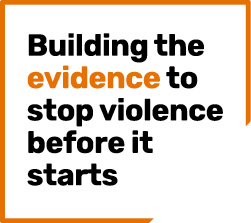 Building the
evidence to
stop violence
before it
starts